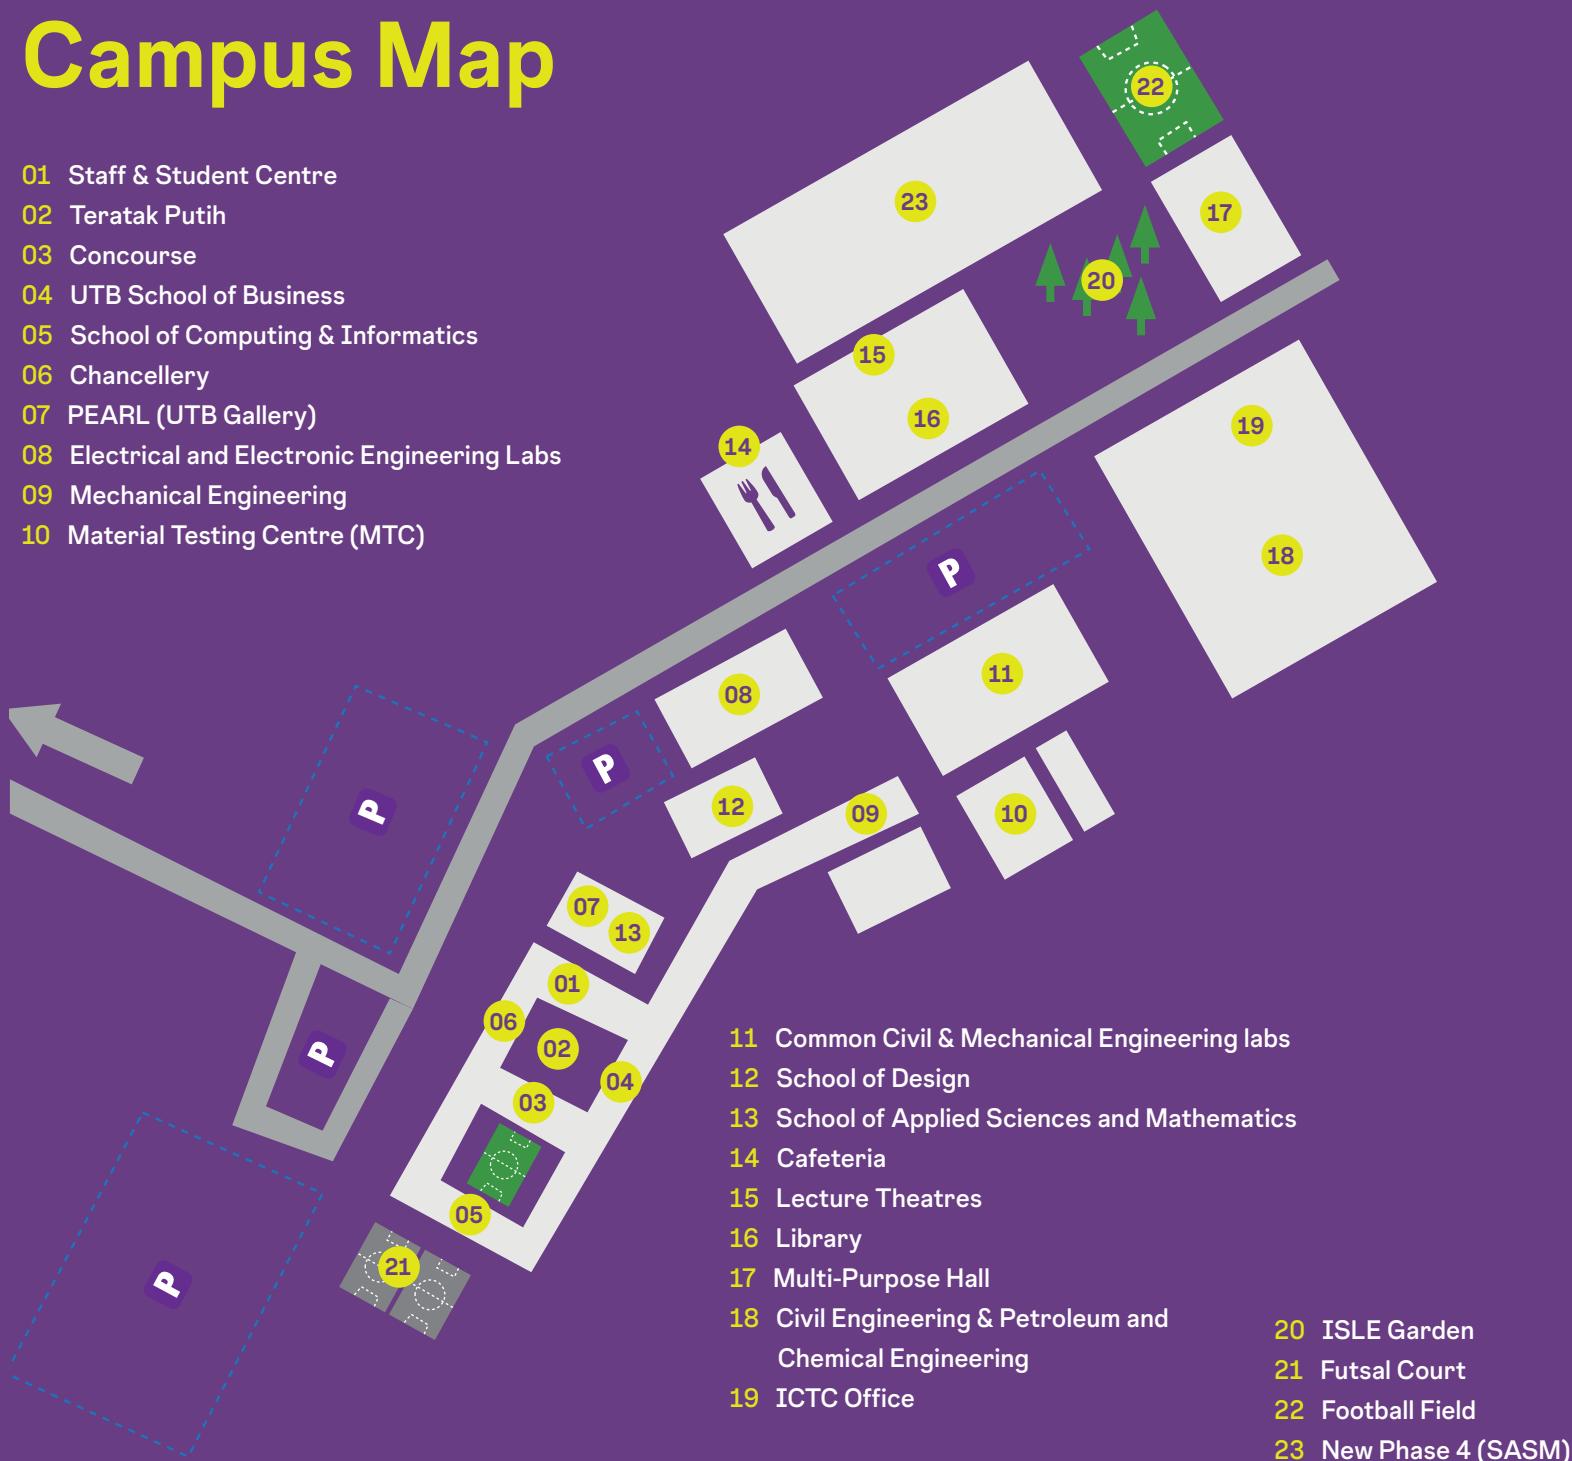 Campus Map
01 Staff & Student Centre
02 Teratak Putih
03 Concourse
04 UTB School of Business
05 School of Computing & Informatics
06 Chancellery
07 PEARL (UTB Gallery)
08 Electrical and Electronic Engineering Labs
09 Mechanical Engineering
10 Material Testing Centre (MTC)
22
23
17
20
15
16
14
19
18
P
11
08
P
12
09
10
P
07
13
01
06
02
04
03
P
05
21
P
11 Common Civil & Mechanical Engineering labs
12 School of Design
13 School of Applied Sciences and Mathematics
14 Cafeteria
15 Lecture Theatres
16 Library
17 Multi-Purpose Hall
18 Civil Engineering & Petroleum and
Chemical Engineering
19 ICTC Office
20 ISLE Garden
21 Futsal Court
22 Football Field
23 New Phase 4 (SASM)